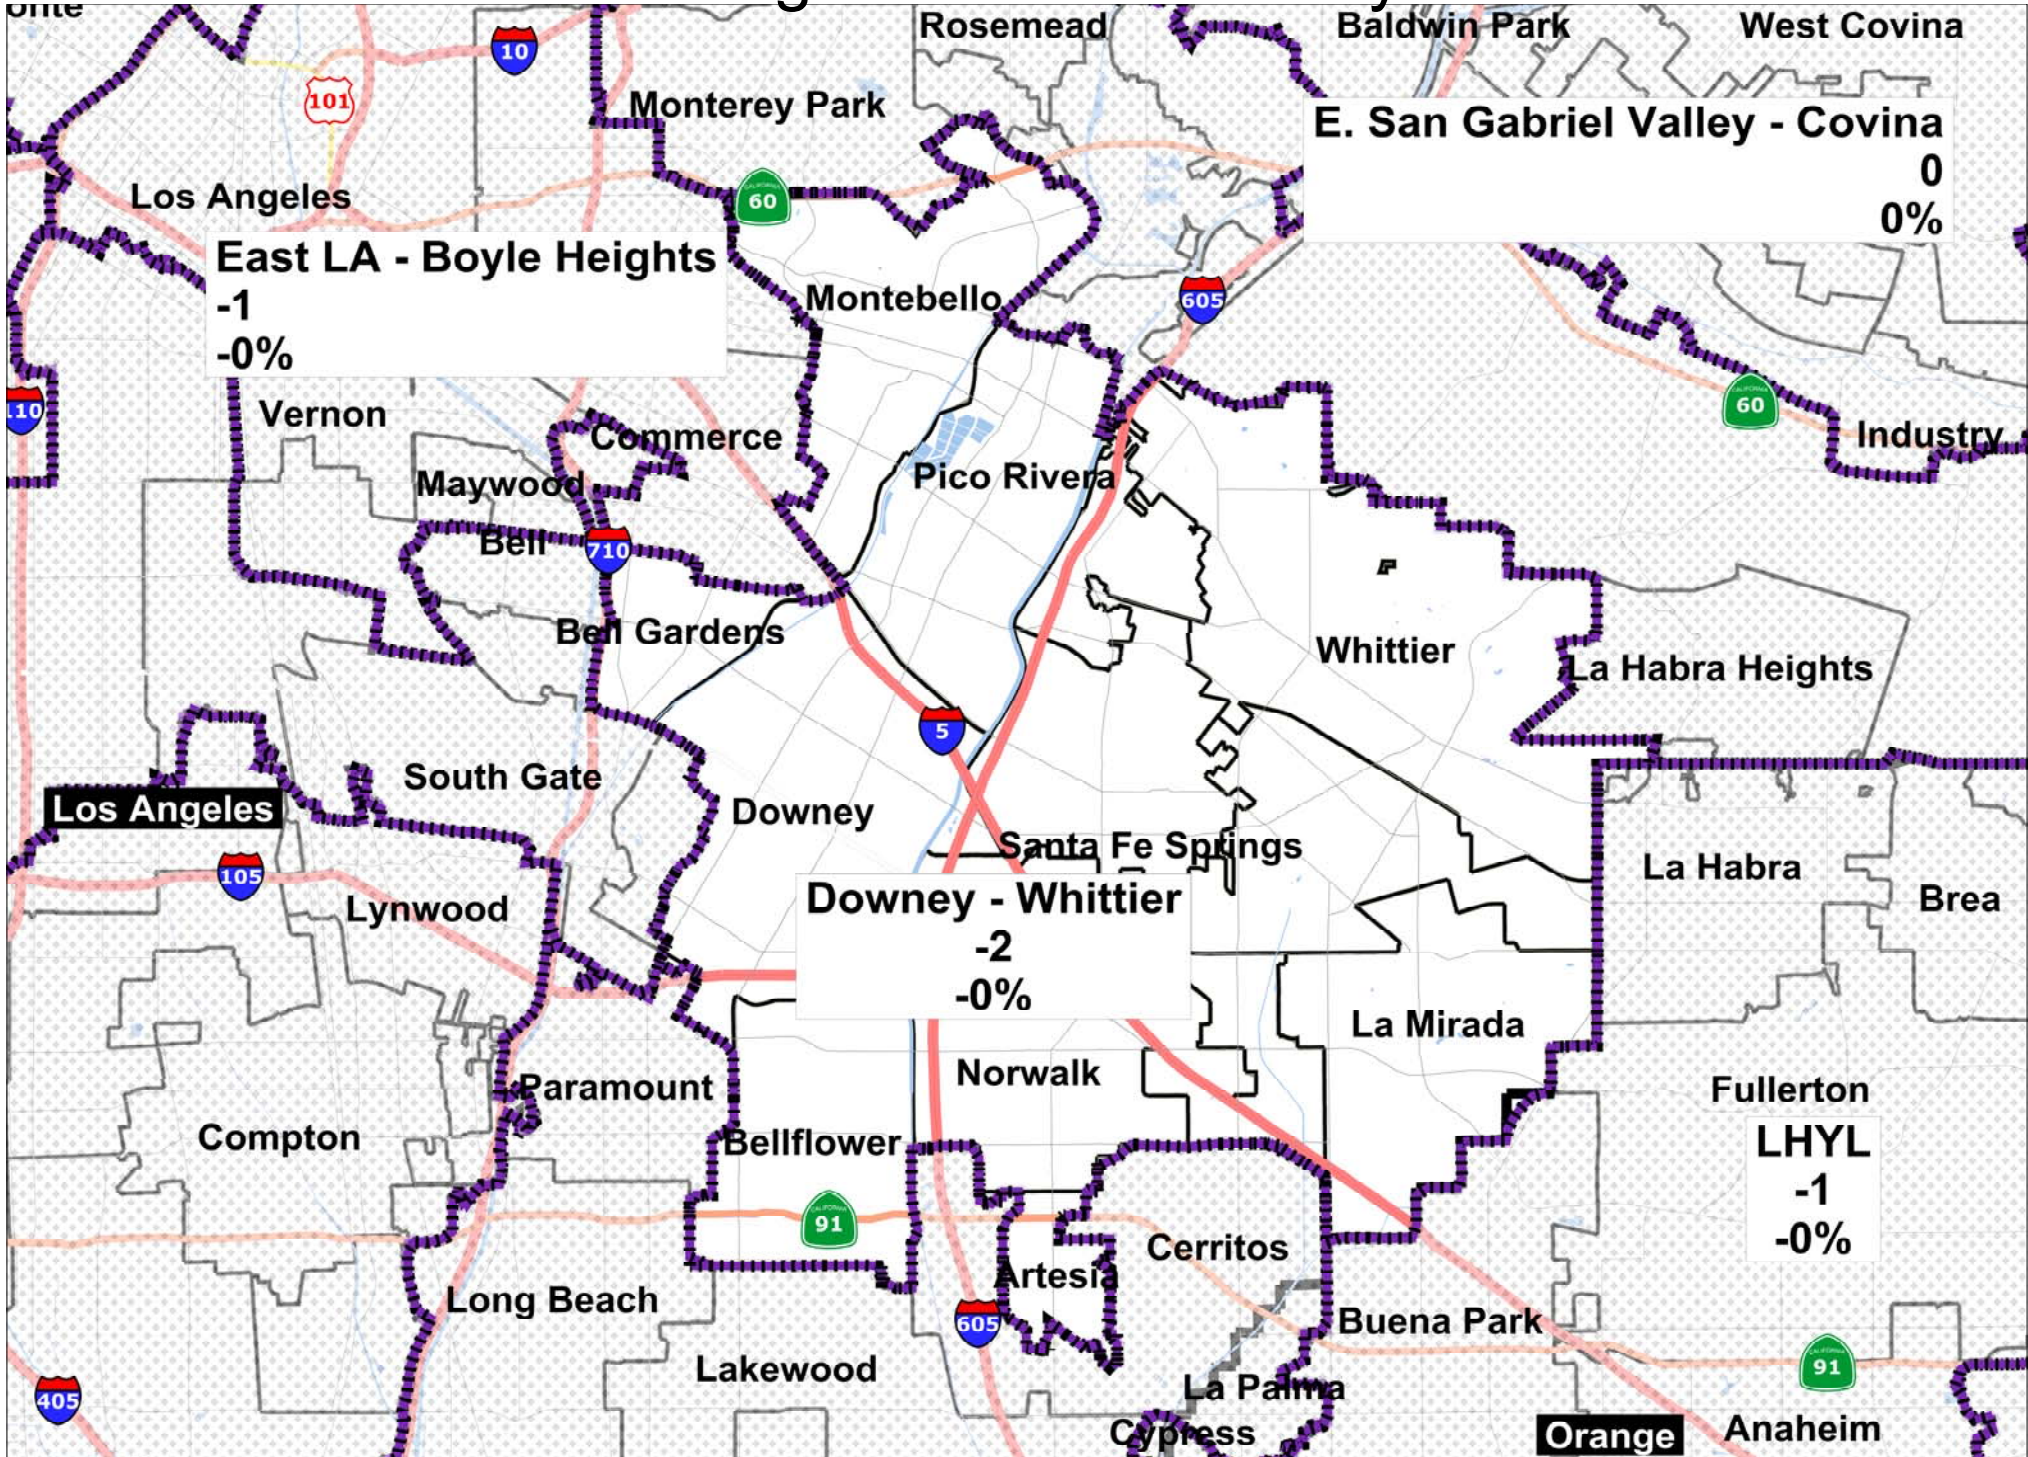 Rosemead
Baldwin Park
West Covina
10
101
Monterey Park
E. San Gabriel Valley - Covina
0
0%
Los Angeles
60
East LA - Boyle Heights
-1
-0%
Montebello
605
110
Vernon
Commerce
60
Industry
Maywood
Pico Rivera
Bell
710
Bell Gardens
Whittier
La Habra Heights
5
South Gate
Los Angeles
Downey
Santa Fe Springs
La Habra
105
Lynwood
Brea
Downey - Whittier
-2
-0%
La Mirada
Norwalk
Paramount
Fullerton
Compton
Bellflower
LHYL
-1
-0%
91
Cerritos
Artesia
Long Beach
605
Buena Park
Lakewood
91
La Palma
405
Cypress
Orange
Anaheim